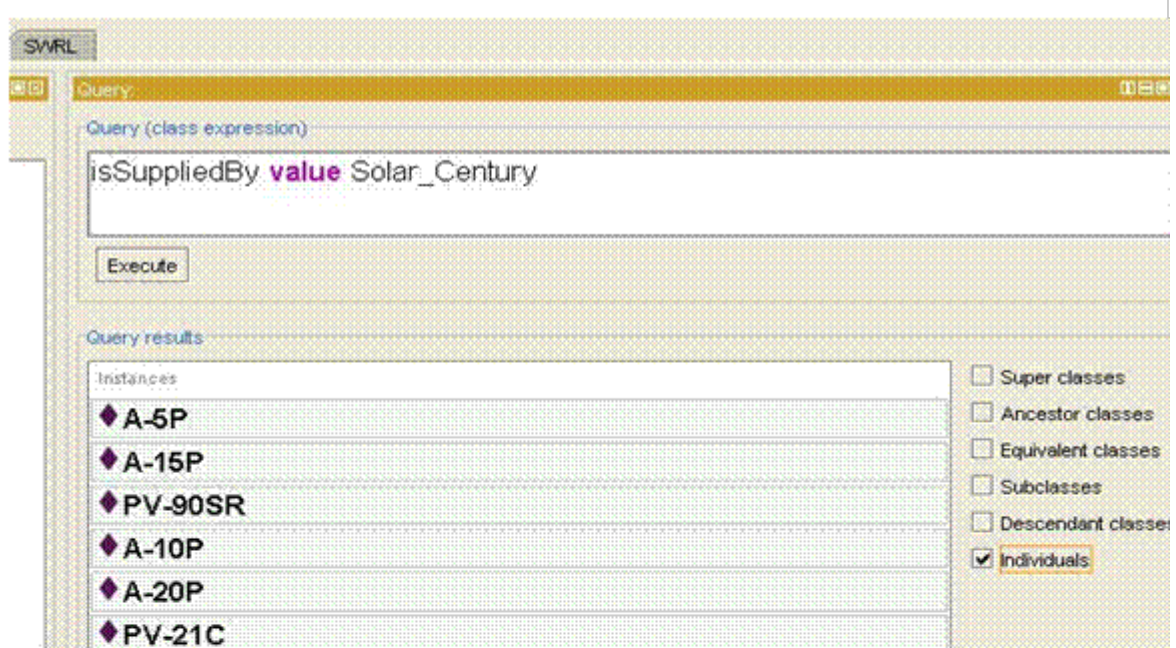 SWRL
Query:
Query (class expression)
isSuppliedBy value Solar_Century
Execute
Query results
Instances
A-5P
A-15P
PV-90SR
A-10P
A-20P
PV-21C
Super classes
Ancestor classes
Equivalent classes
Subclasses
Descendant classes
Individuals